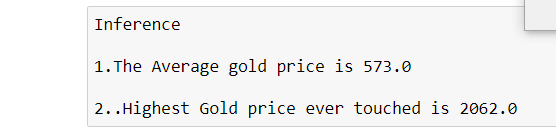 Inference
1.The Average gold price is 573.0
2..Highest Gold price ever touched is 2062.0